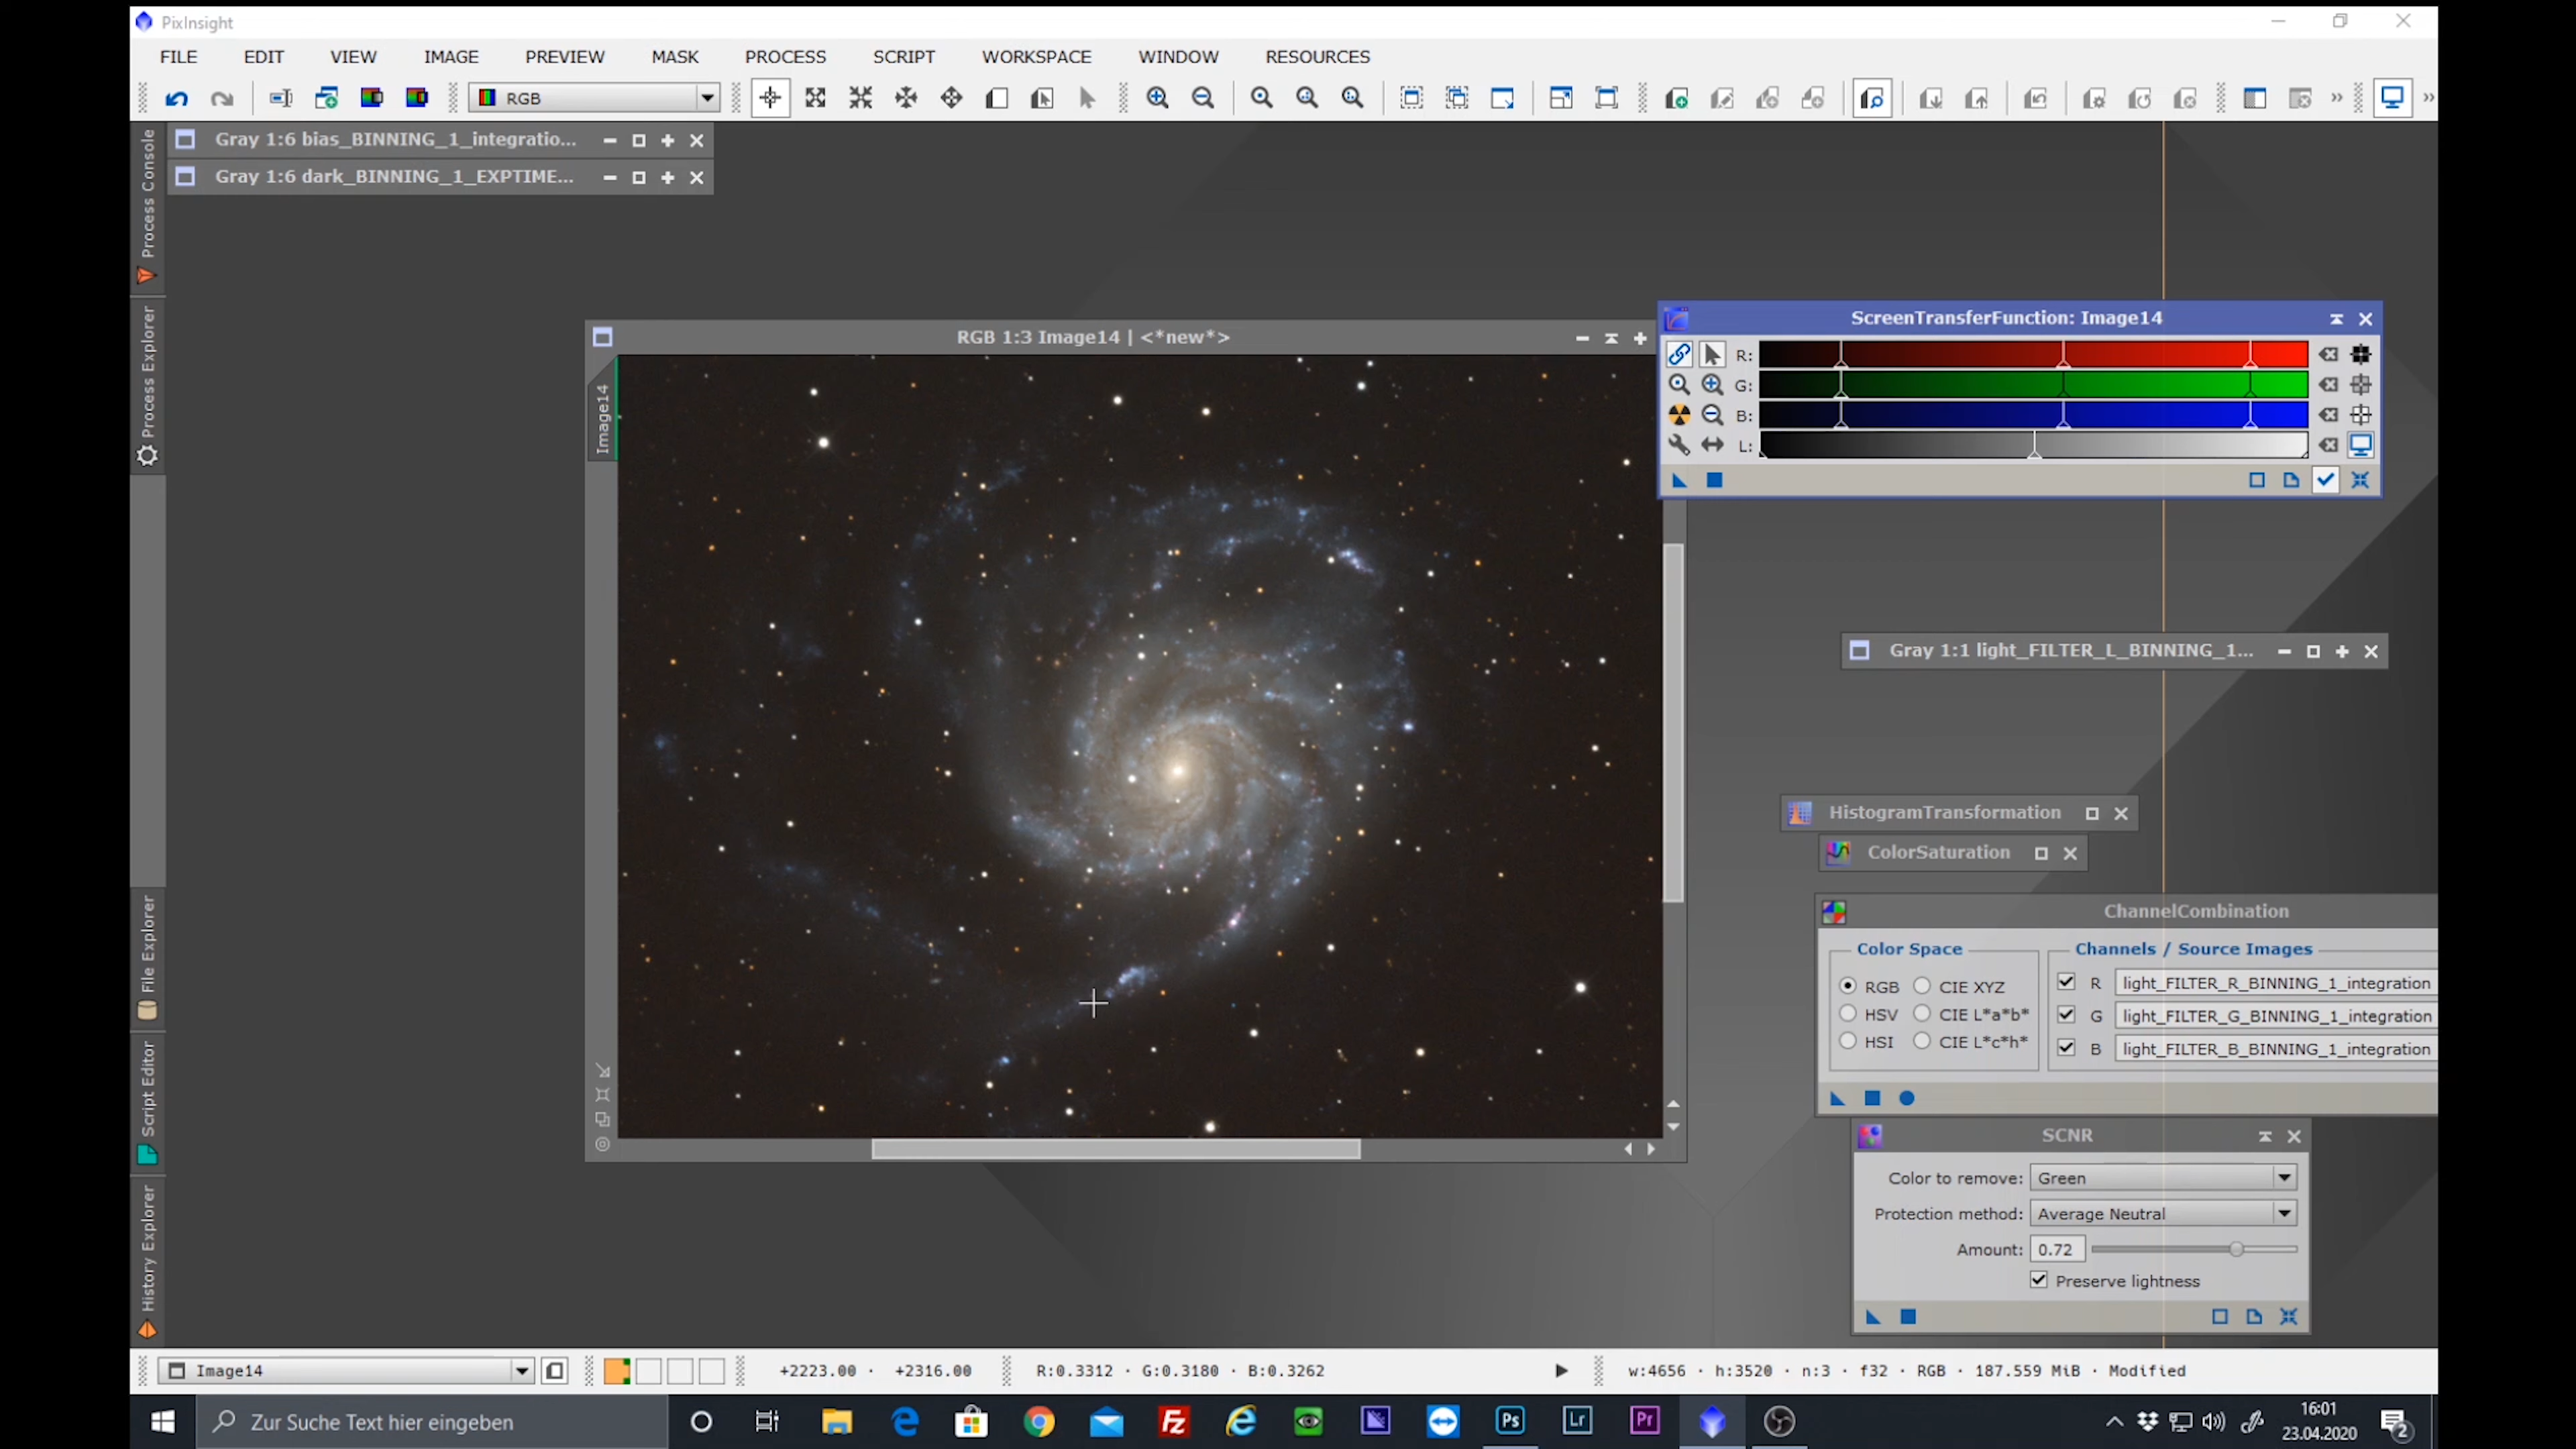 PixInsight
FILE EDIT VIEW IMAGE PREVIEW MASK PROCESS SCRIPT WORKSPACE WINDOW RESOURCES
RGB
Gray 1:6 bias_BINNING_1_integratio...
Gray 1:6 dark_BINNING_1_EXPTIME...
Process Console
Process Explorer
File Explorer
Script Editor
History Explorer
RGB 1:3 Image14 | <*new*>
Image14
ScreenTransferFunction: Image14
R:
G:
B:
L:
Gray 1:1 light_FILTER_L_BINNING_1...
HistogramTransformation
ColorSaturation
ChannelCombination
Color Space
Channels / Source Images
RGB CIE XYZ
HSV CIE L*a*b*
HSI CIE L*c*h*
R light_FILTER_R_BINNING_1_integration
G light_FILTER_G_BINNING_1_integration
B light_FILTER_B_BINNING_1_integration
SCNR
Color to remove: Green
Protection method: Average Neutral
Amount: 0.72
Preserve lightness
Image14
+2223.00 · +2316.00
R:0.3312 · G:0.3180 · B:0.3262
w:4656 · h:3520 · n:3 · f32 · RGB · 187.559 MiB · Modified
Zur Suche Text hier eingeben
Fz
Ps
Lr
Pr
16:01
23.04.2020
2